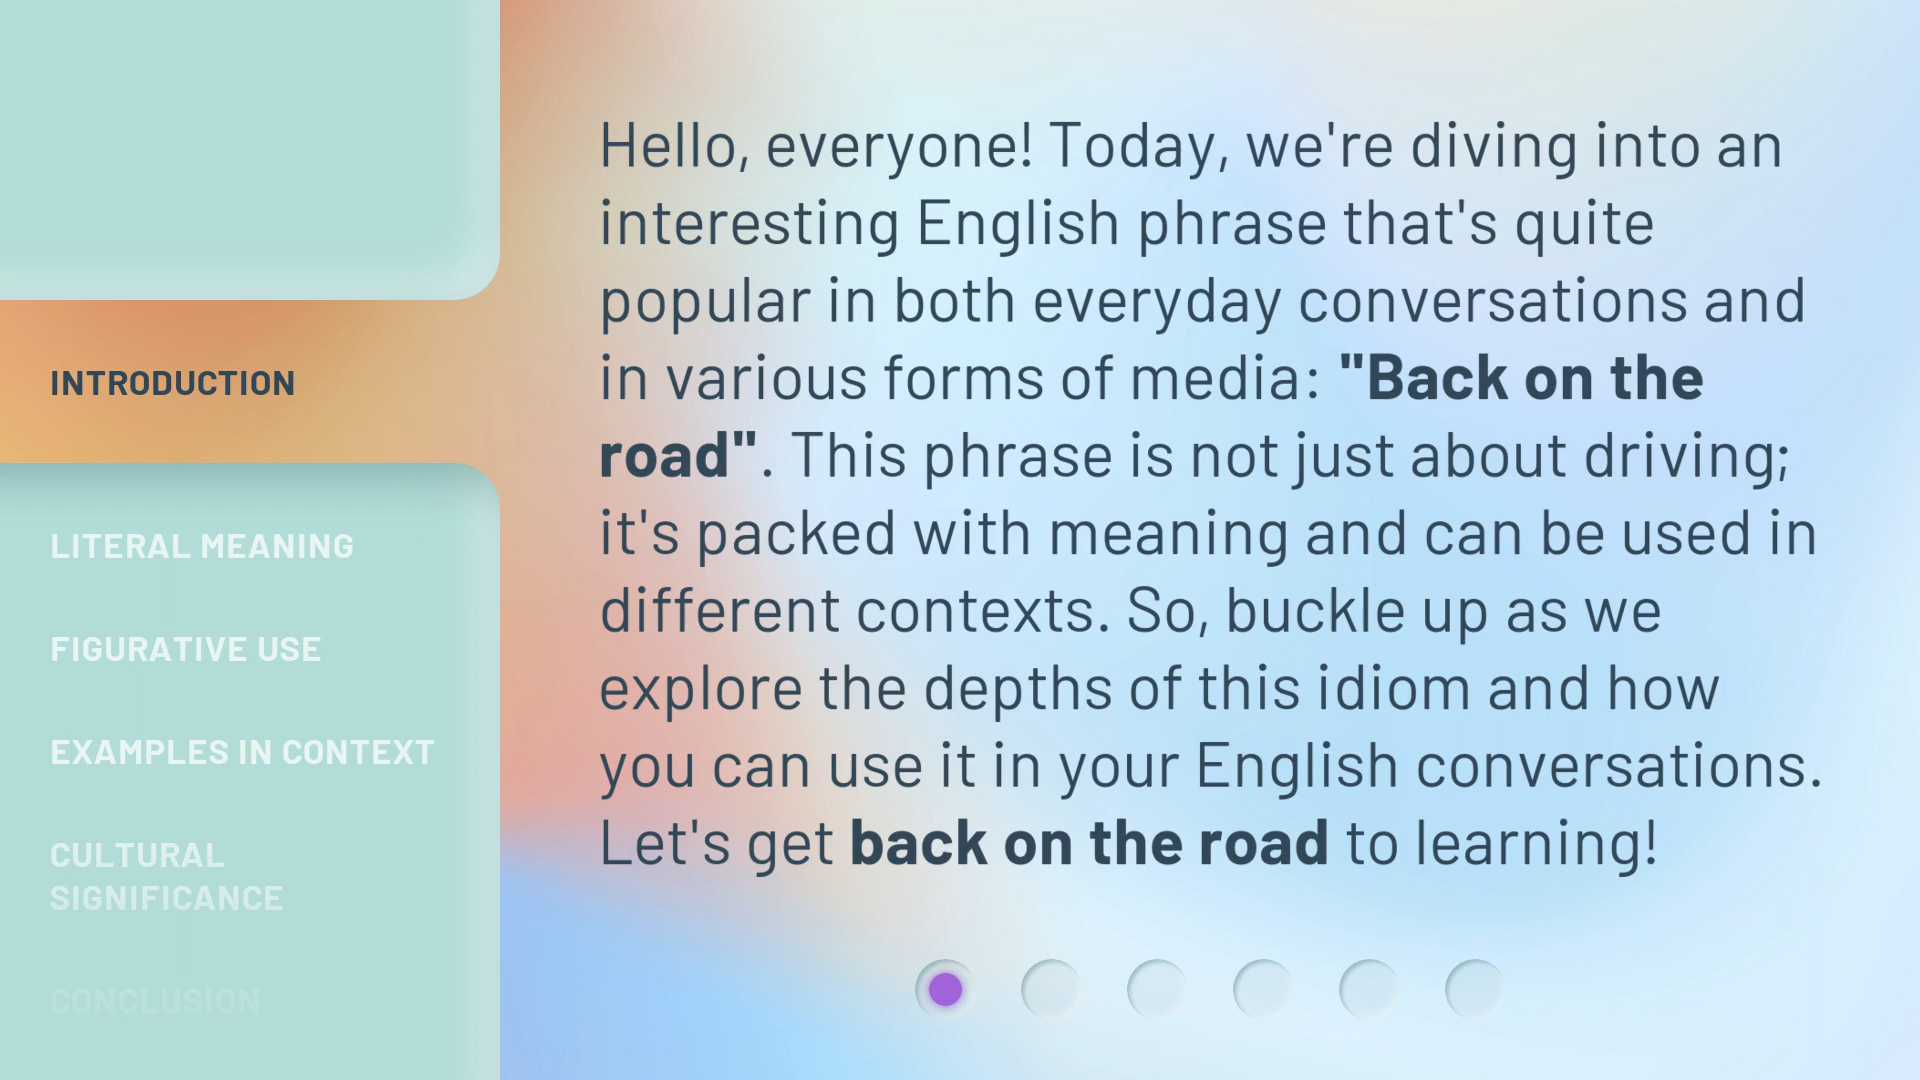 INTRODUCTION
LITERAL MEANING
FIGURATIVE USE
EXAMPLES IN CONTEXT
CULTURAL
SIGNIFICANCE
CONCLUSION
Hello, everyone! Today, we're diving into an
interesting English phrase that's quite
popular in both everyday conversations and
in various forms of media: "Back on the
road". This phrase is not just about driving;
it's packed with meaning and can be used in
different contexts. So, buckle up as we
explore the depths of this idiom and how
you can use it in your English conversations.
Let's get back on the road to learning!